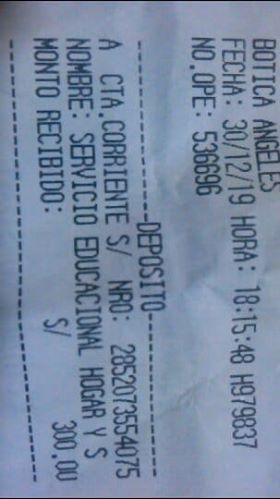 BOTICA ANGELES
FECHA: 30/12/19 HORA: 18:15:48 H979837
NO.OPE: 536696
----------DEPOSITO----------
A CTA.CORRIENTE S/ NRO: 2852073554075
NOMBRE: SERVICIO EDUCACIONAL HOGAR Y S
MONTO RECIBIDO: S/ 300.00